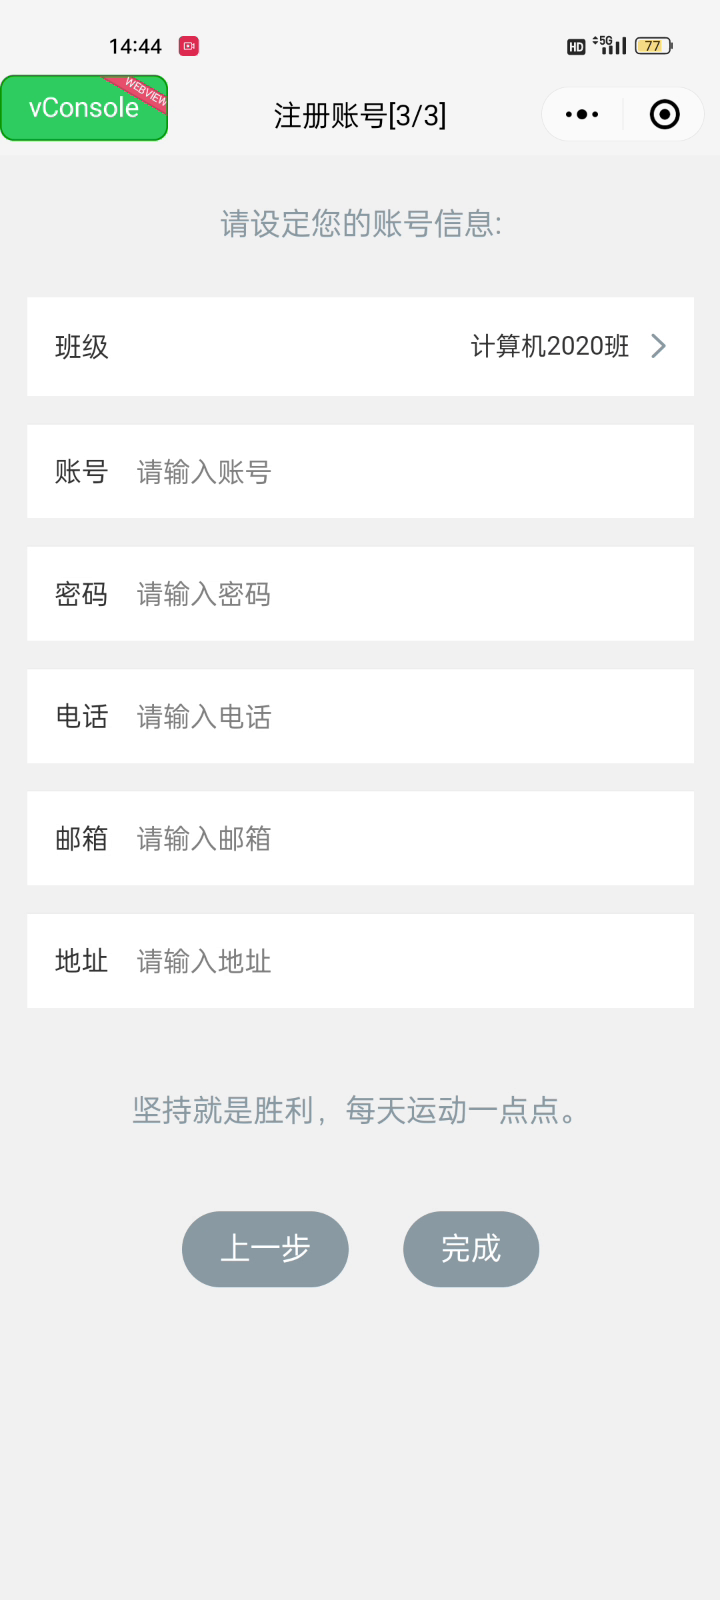 14:44
HD 5G 77
vConsole
WEBVIEW
注册账号[3/3]
请设定您的账号信息:
班级 计算机2020班
账号 请输入账号
密码 请输入密码
电话 请输入电话
邮箱 请输入邮箱
地址 请输入地址
坚持就是胜利，每天运动一点点。
上一步 完成